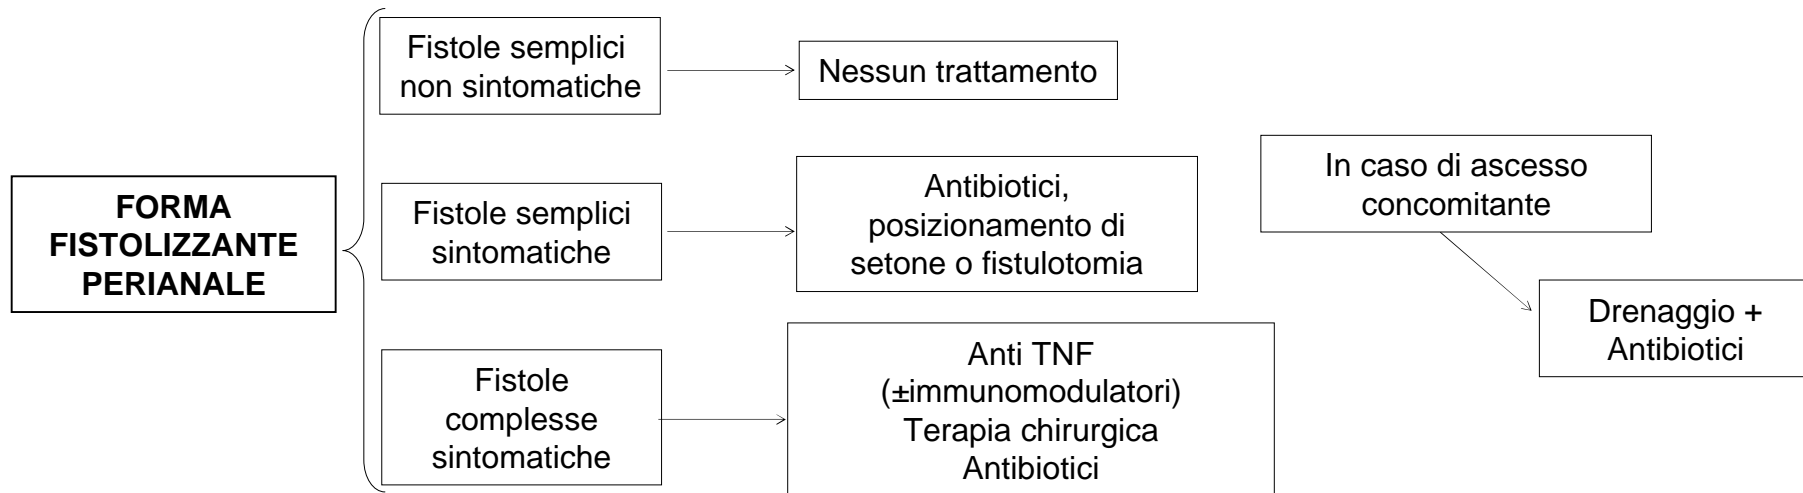 FORMA
FISTOLIZZANTE
PERIANALE
Fistole semplici
non sintomatiche
Nessun trattamento
Fistole semplici
sintomatiche
Antibiotici,
posizionamento di
setone o fistulotomia
Fistole
complesse
sintomatiche
Anti TNF
(±immunomodulatori)
Terapia chirurgica
Antibiotici
In caso di ascesso
concomitante
Drenaggio +
Antibiotici